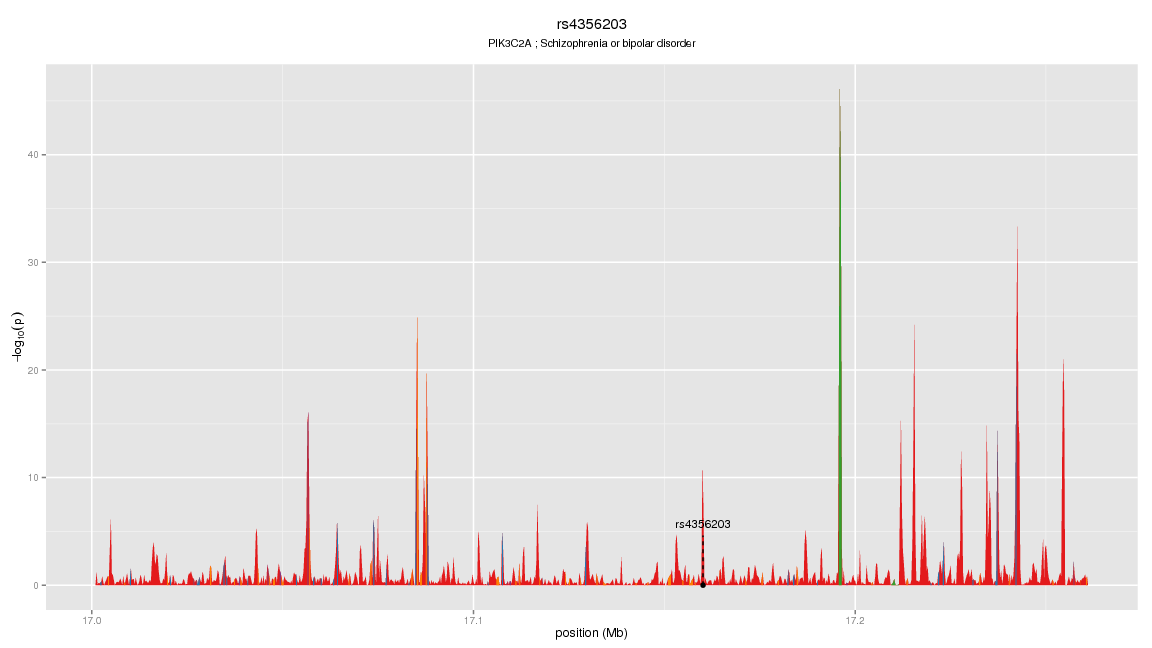 rs4356203
PIK3C2A ; Schizophrenia or bipolar disorder
40
30
20
10
0
−log10(p)
rs4356203
17.0
17.1
17.2
position (Mb)